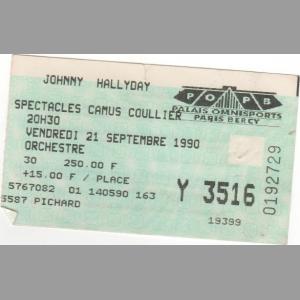 JOHNNY HALLYDAY
POPB
PALAIS OMNISPORTS
PARIS BERCY
SPECTACLES CAMUS COULLIER
20H30
VENDREDI 21 SEPTEMBRE 1990
ORCHESTRE
30 250.00 F
+15.00 F / PLACE
5767082 01 140590 163
Y 3516
5587 PICHARD
19399
0192729